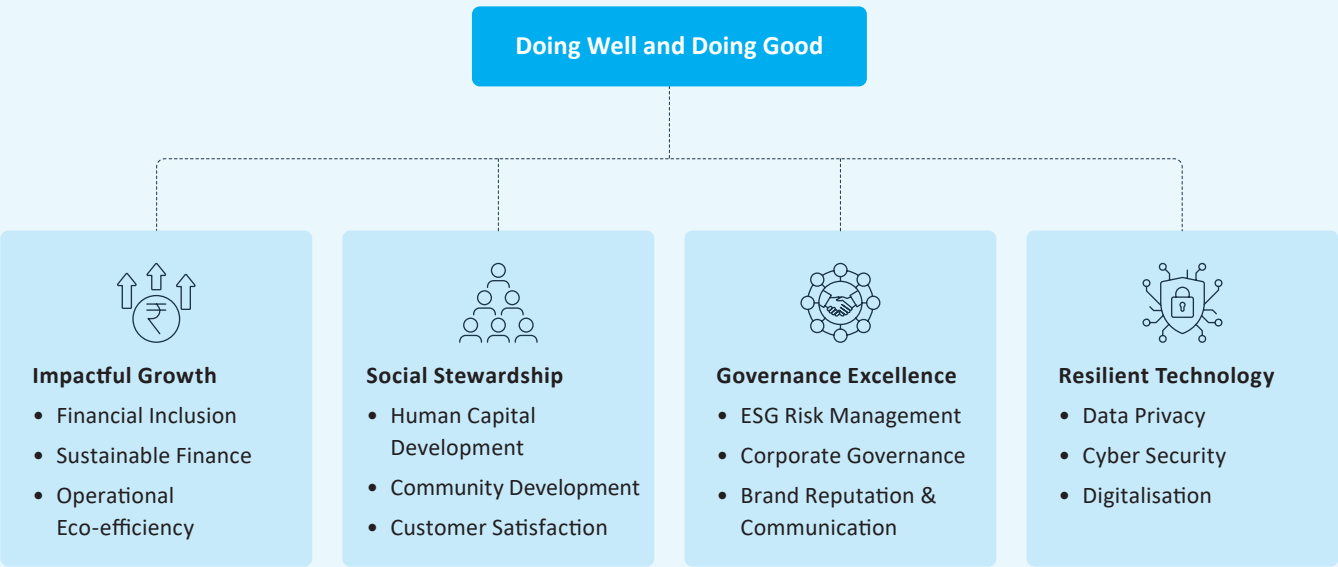 Doing Well and Doing Good
Impactful Growth
• Financial Inclusion
• Sustainable Finance
• Operational
Eco-efficiency
Social Stewardship
• Human Capital
Development
• Community Development
• Customer Satisfaction
Governance Excellence
• ESG Risk Management
• Corporate Governance
• Brand Reputation &
Communication
Resilient Technology
• Data Privacy
• Cyber Security
• Digitalisation